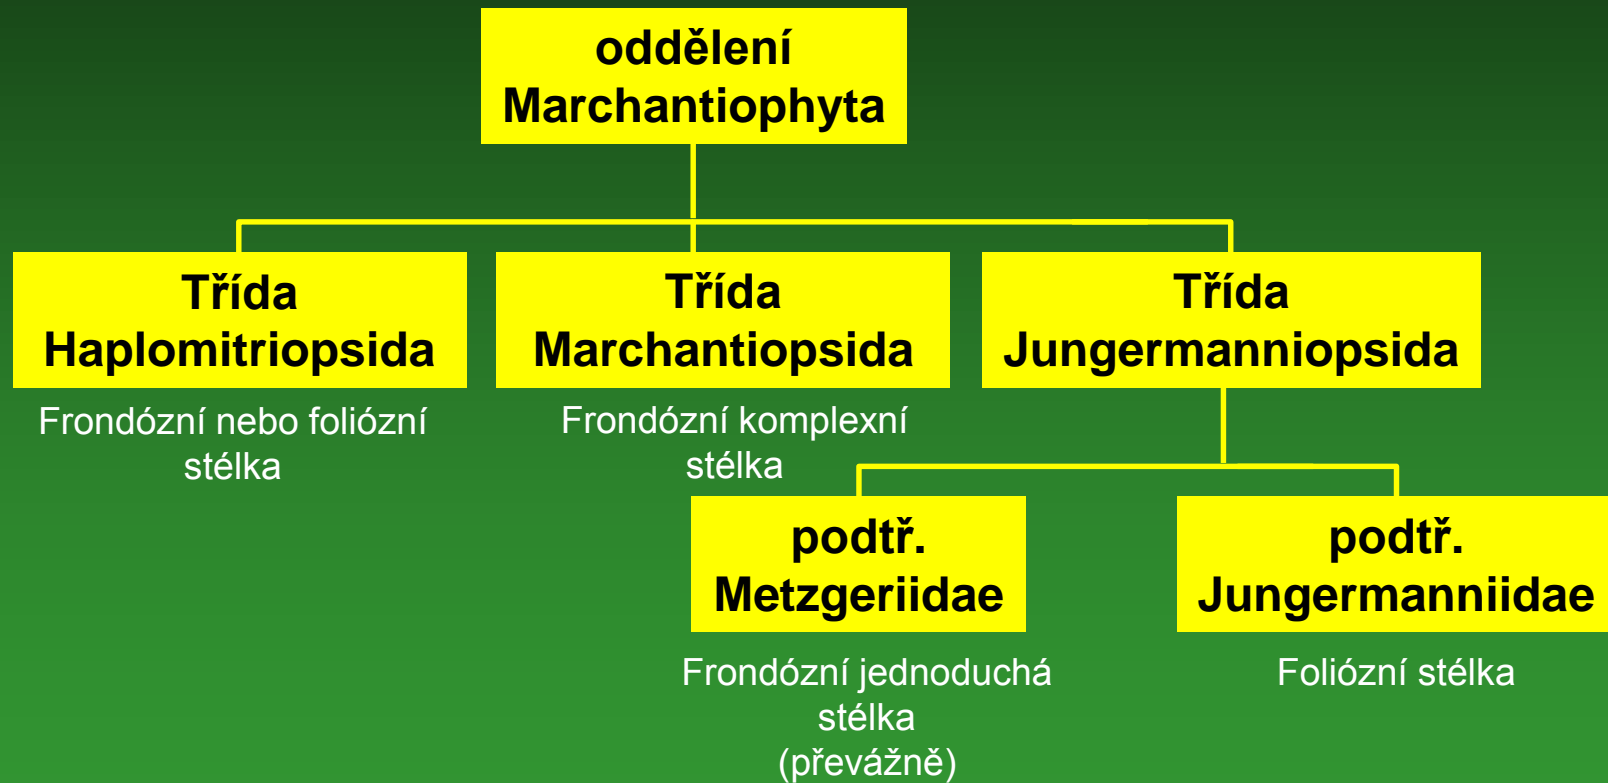 oddělení
Marchantiophyta
Třída
Haplomitriopsida
Frondózní nebo foliózní
stélka
Třída
Marchantiopsida
Frondózní komplexní
stélka
Třída
Jungermanniopsida
podtř.
Metzgeriidae
Frondózní jednoduchá
stélka
(převážně)
podtř.
Jungermanniidae
Foliózní stélka